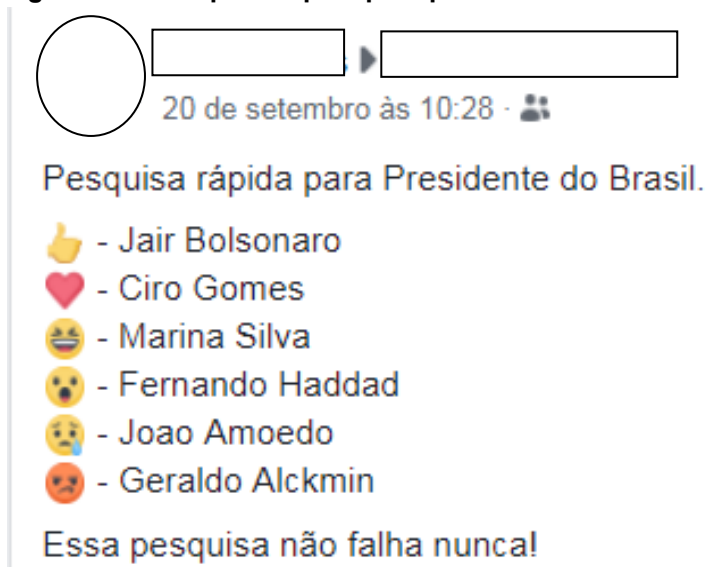 20 de setembro às 10:28 ·
Pesquisa rápida para Presidente do Brasil.
👍 - Jair Bolsonaro
❤️ - Ciro Gomes
😆 - Marina Silva
😮 - Fernando Haddad
😢 - Joao Amoedo
😡 - Geraldo Alckmin
Essa pesquisa não falha nunca!